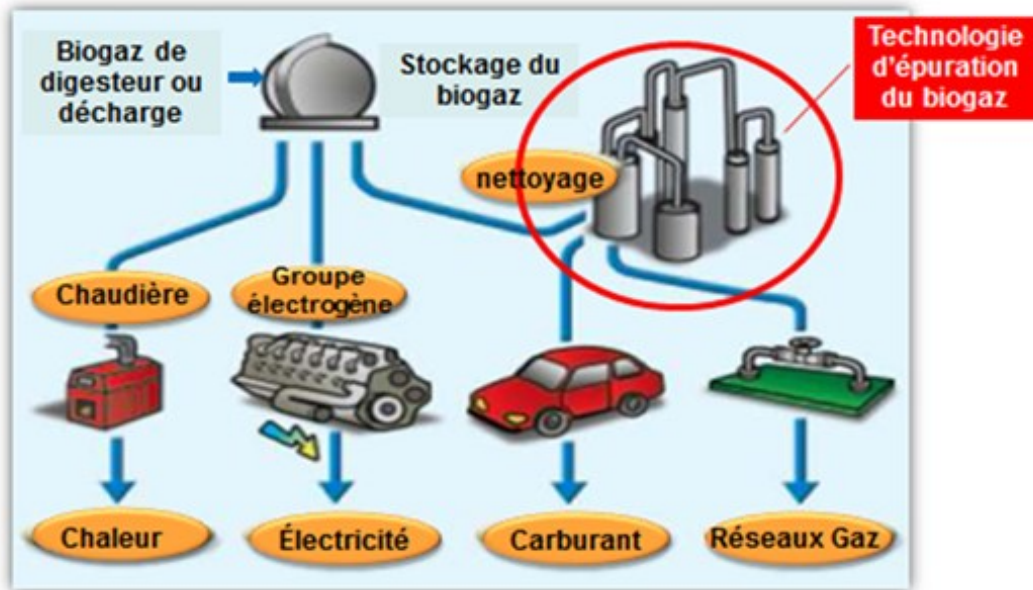 Biogaz de
digesteur ou
décharge
Stockage du
biogaz
Technologie
d'épuration
du biogaz
nettoyage
Chaudière
Groupe
électrogène
Chaleur
Électricité
Carburant
Réseaux Gaz